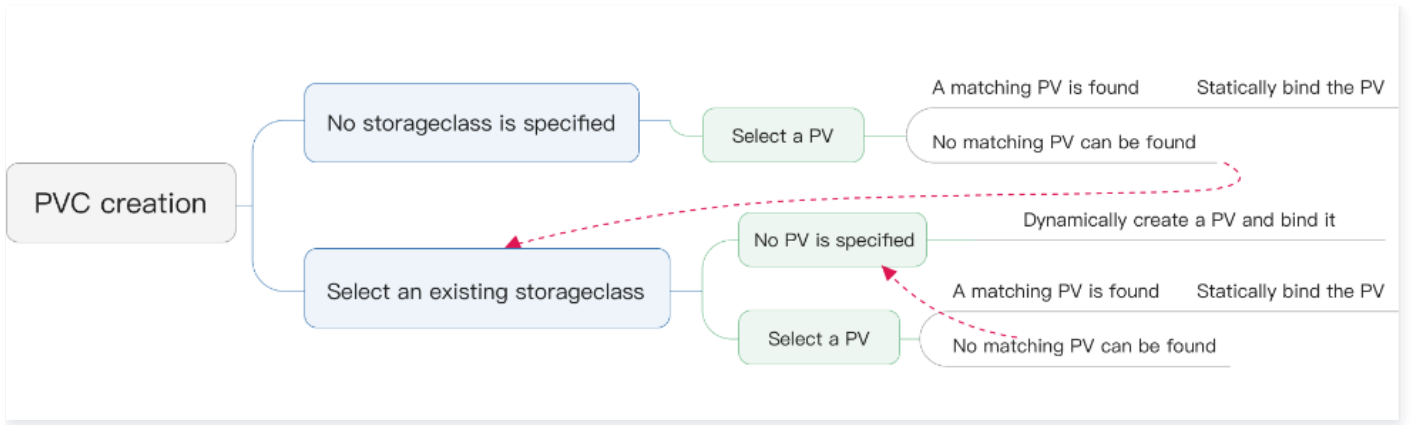 PVC creation
No storageclass is specified
Select a PV
A matching PV is found
Statically bind the PV
No matching PV can be found
Select an existing storageclass
No PV is specified
Dynamically create a PV and bind it
Select a PV
A matching PV is found
Statically bind the PV
No matching PV can be found